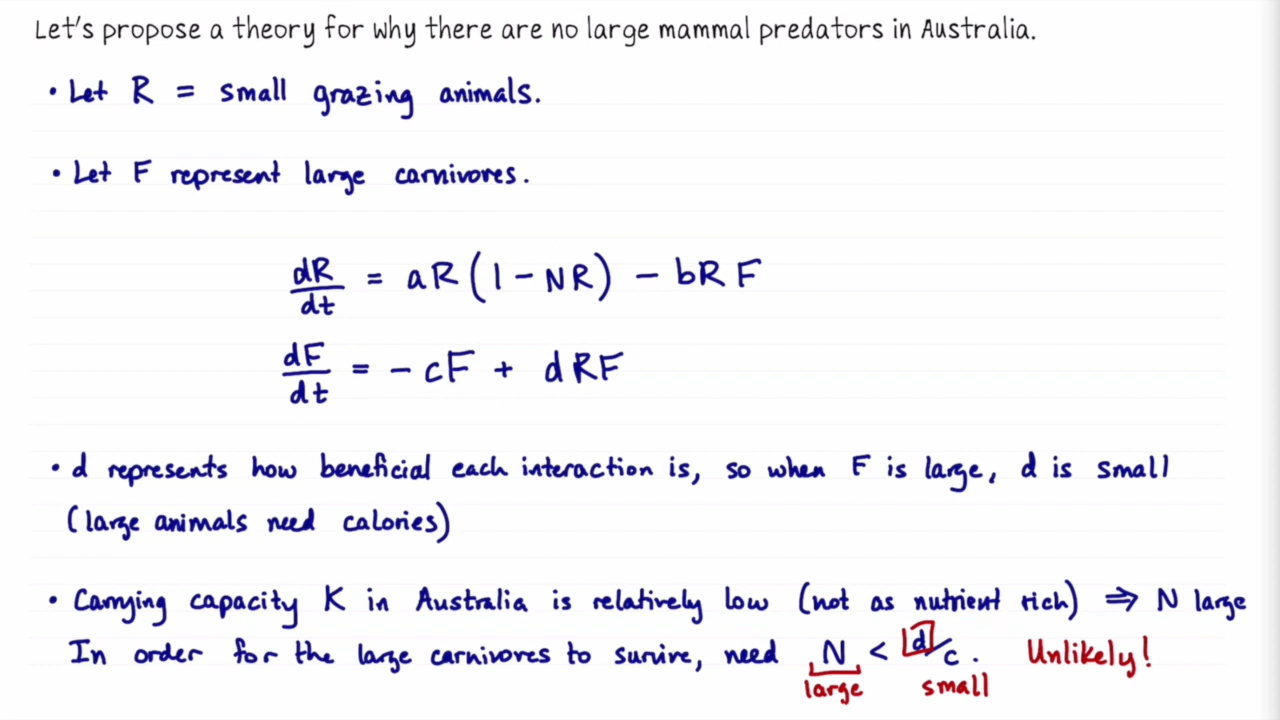 Let's propose a theory for why there are no large mammal predators in Australia.
• Let R = small grazing animals.
• Let F represent large carnivores.
dR/dt = aR(1 - NR) - bRF
dF/dt = -cF + dRF
• d represents how beneficial each interaction is, so when F is large, d is small
(large animals need calories)
• Carrying capacity K in Australia is relatively low (not as nutrient rich) ⇒ N large
In order for the large carnivores to survive, need N < d/c. Unlikely!
large small